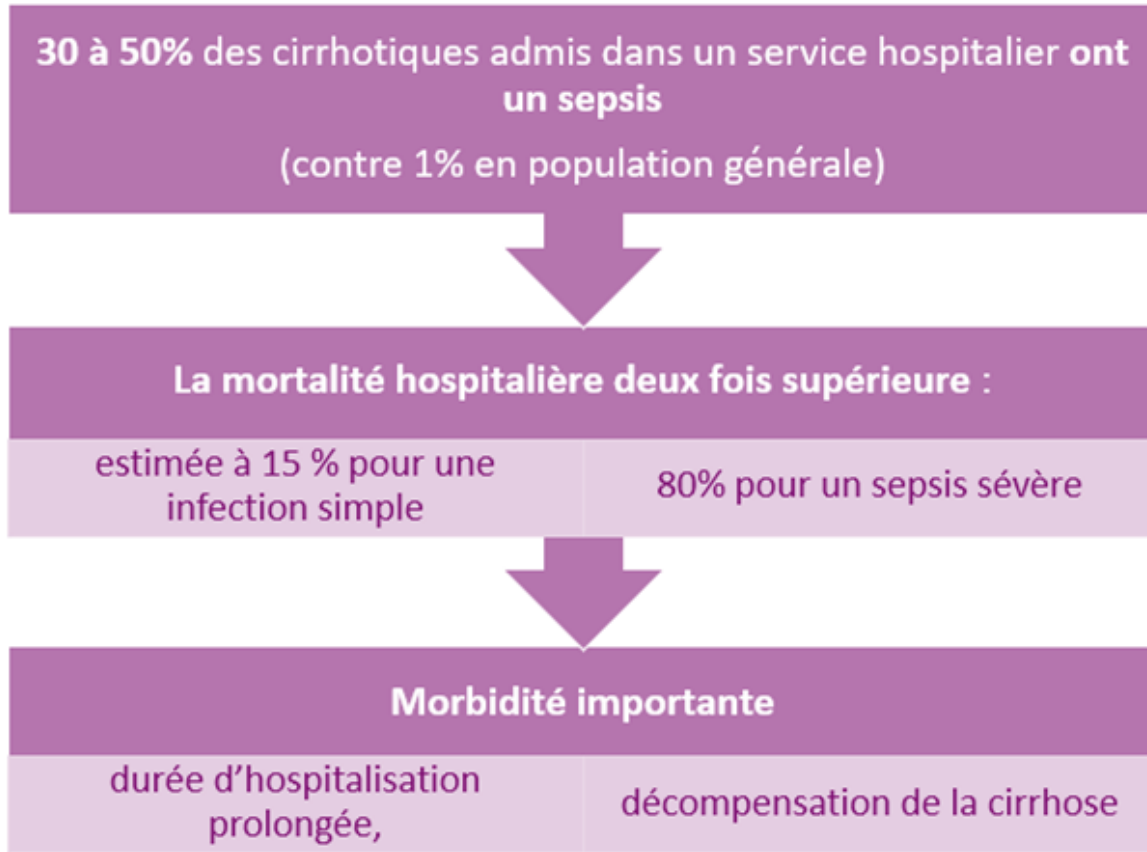 30 à 50% des cirrhotiques admis dans un service hospitalier ont
un sepsis
(contre 1% en population générale)
La mortalité hospitalière deux fois supérieure :
estimée à 15 % pour une
infection simple
80% pour un sepsis sévère
Morbidité importante
durée d’hospitalisation
prolongée,
décompensation de la cirrhose